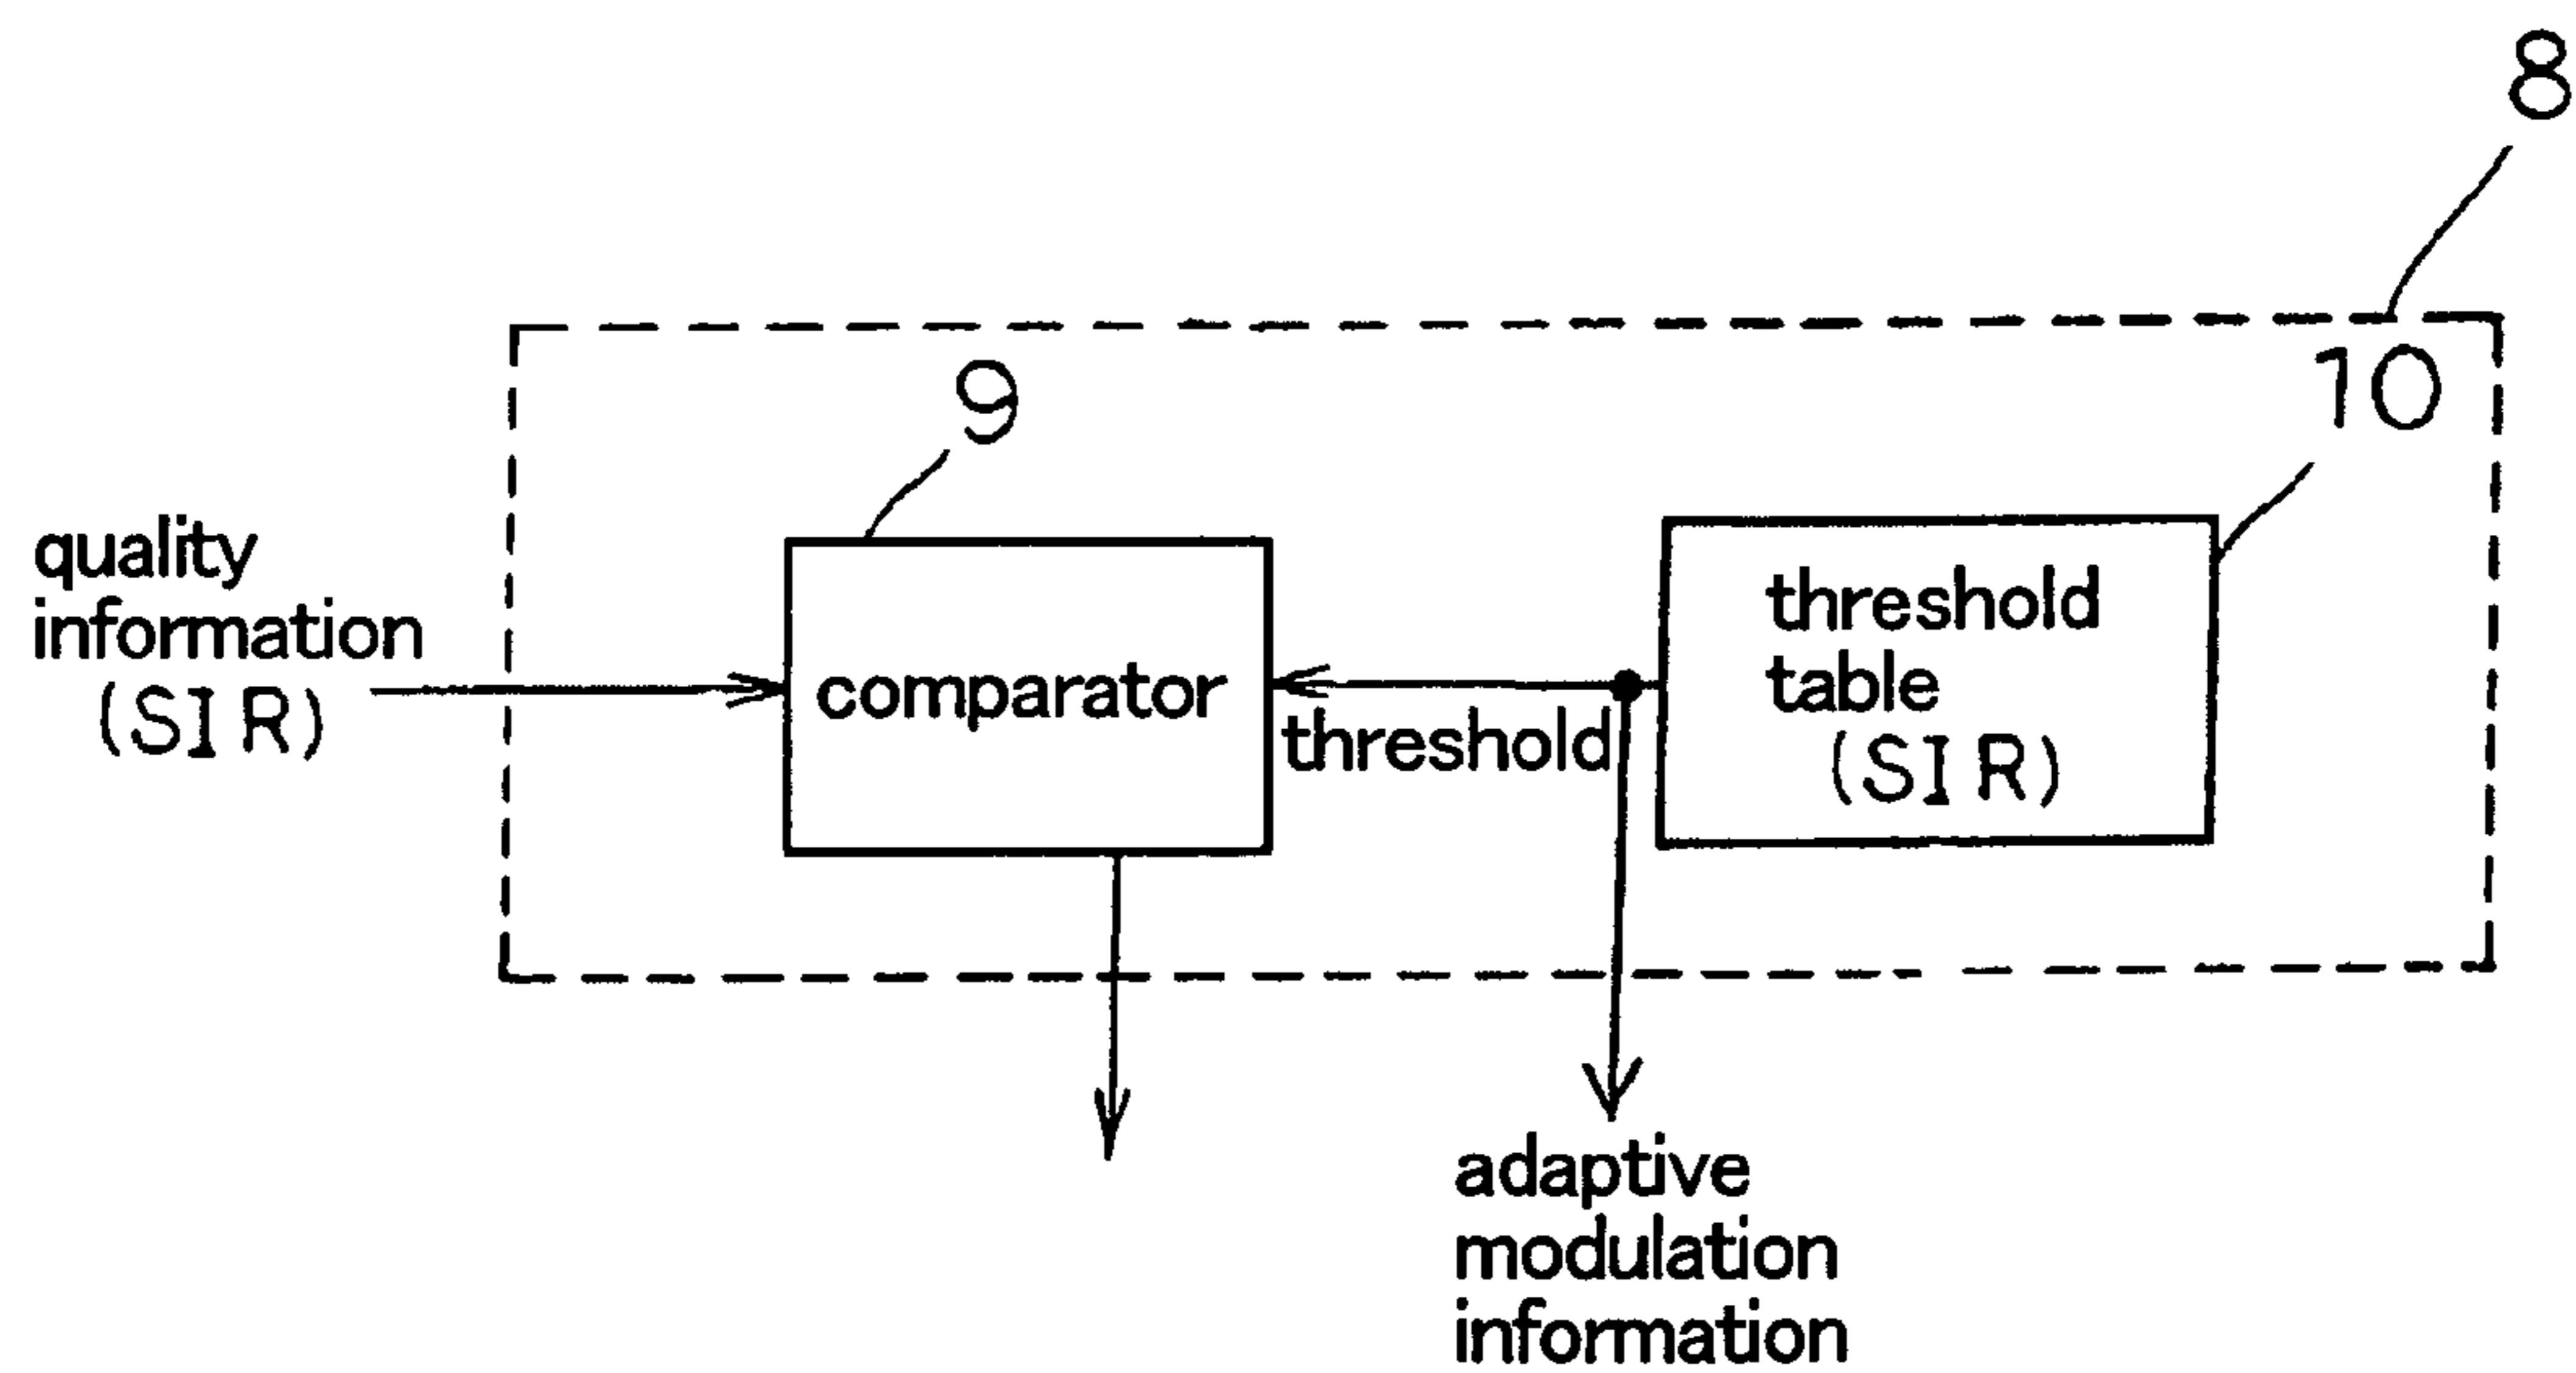 8
9
10
quality
information
(SIR)
comparator
threshold
threshold
table
(SIR)
adaptive
modulation
information